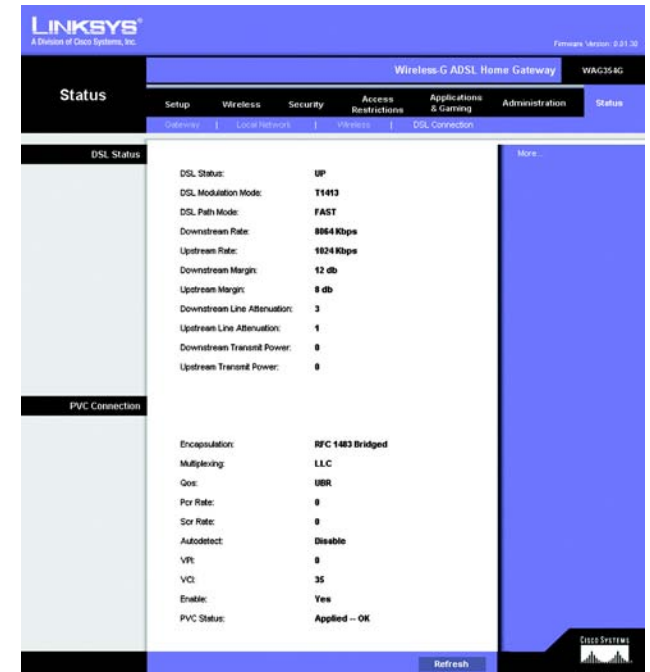 LINKSYS®
A Division of Cisco Systems, Inc.
Firmware Version: 0.01.30
Wireless-G ADSL Home Gateway WAG354G
Status
Setup Wireless Security Access Restrictions Applications & Gaming Administration Status
Gateway | Local Network | Wireless | DSL Connection
DSL Status
More...
DSL Status: UP
DSL Modulation Mode: T1413
DSL Path Mode: FAST
Downstream Rate: 8064 Kbps
Upstream Rate: 1024 Kbps
Downstream Margin: 12 db
Upstream Margin: 8 db
Downstream Line Attenuation: 3
Upstream Line Attenuation: 1
Downstream Transmit Power: 0
Upstream Transmit Power: 0
PVC Connection
Encapsulation: RFC 1483 Bridged
Multiplexing: LLC
Qos: UBR
Pcr Rate: 0
Scr Rate: 0
Autodetect: Disable
VPI: 0
VCI: 35
Enable: Yes
PVC Status: Applied -- OK
Refresh
CISCO SYSTEMS